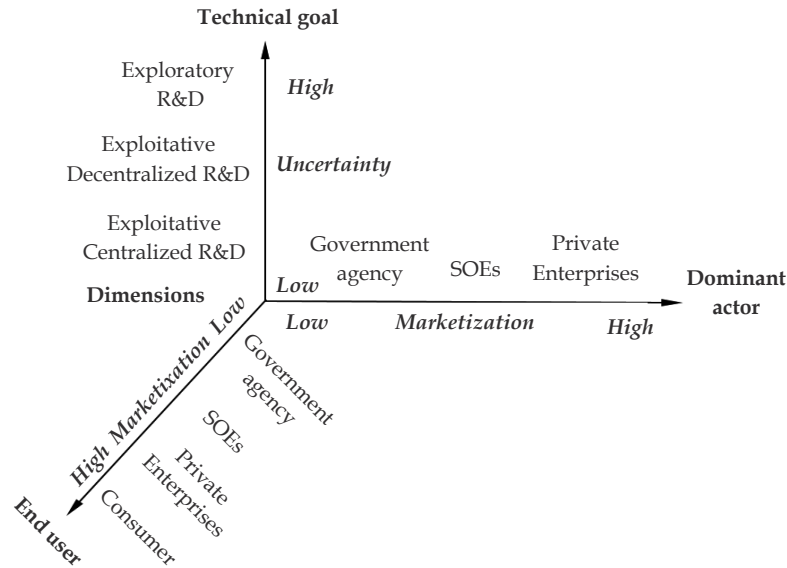 Technical goal
Exploratory
R&D
High
Exploitative
Decentralized R&D
Uncertainty
Exploitative
Centralized R&D
Government
agency
SOEs
Private
Enterprises
Low
Dimensions
Dominant
actor
Low
Marketization
High
High Marketixation Low
Government
agency
SOEs
Private
Enterprises
Consumer
End user